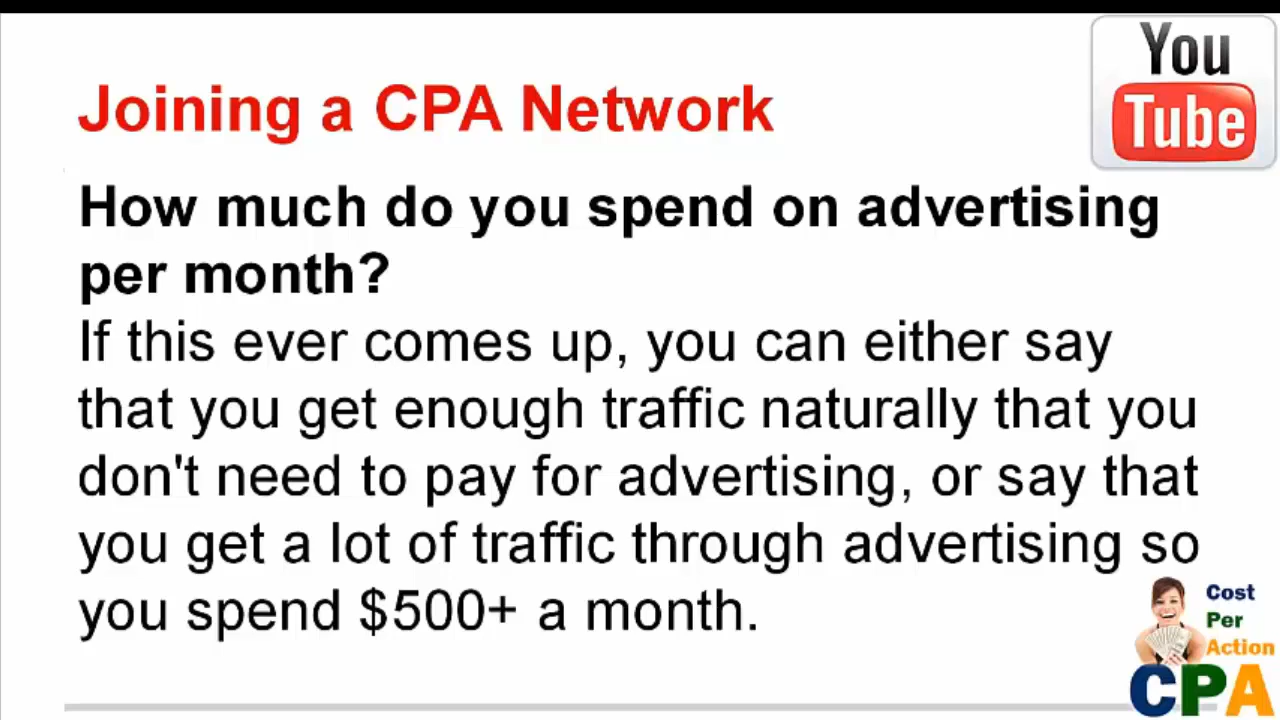 You
Tube
Joining a CPA Network
How much do you spend on advertising
per month?
If this ever comes up, you can either say
that you get enough traffic naturally that you
don't need to pay for advertising, or say that
you get a lot of traffic through advertising so
you spend $500+ a month.
Cost
Per
Action
CPA